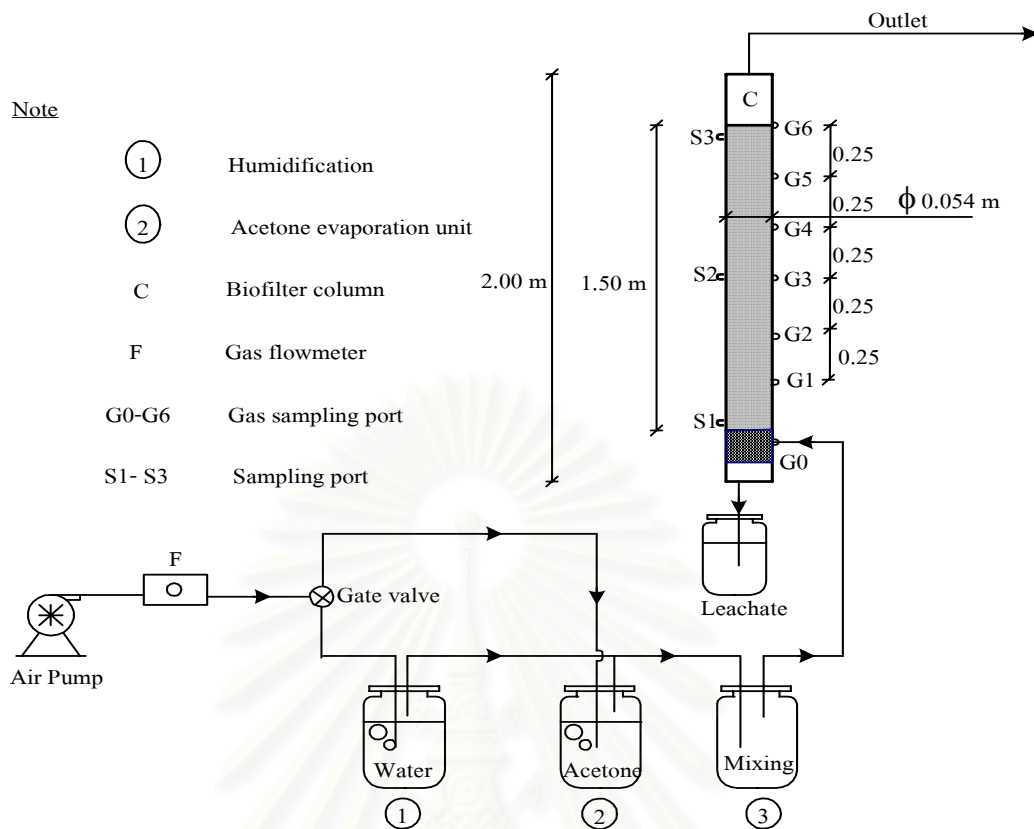 Outlet
Note
C
S3
G6
1
Humidification
0.25
G5
0.25
ϕ 0.054 m
2
Acetone evaporation unit
G4
0.25
S2
G3
2.00 m
1.50 m
C
Biofilter column
0.25
G2
F
Gas flowmeter
0.25
G1
G0-G6
Gas sampling port
S1
G0
S1- S3
Sampling port
F
Gate valve
Leachate
Air Pump
Water
Acetone
Mixing
1
2
3